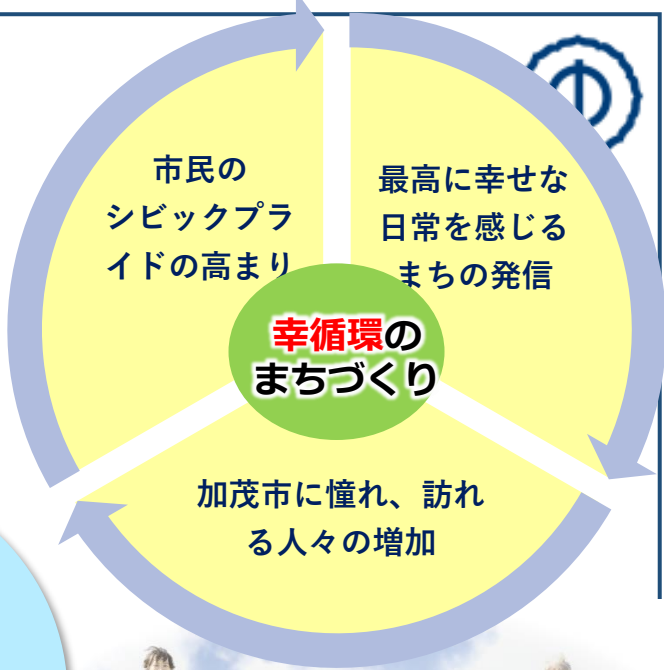 市民の
シビックプラ
イドの高まり
最高に幸せな
日常を感じる
まちの発信
幸循環の
まちづくり
加茂市に憧れ、訪れ
る人々の増加